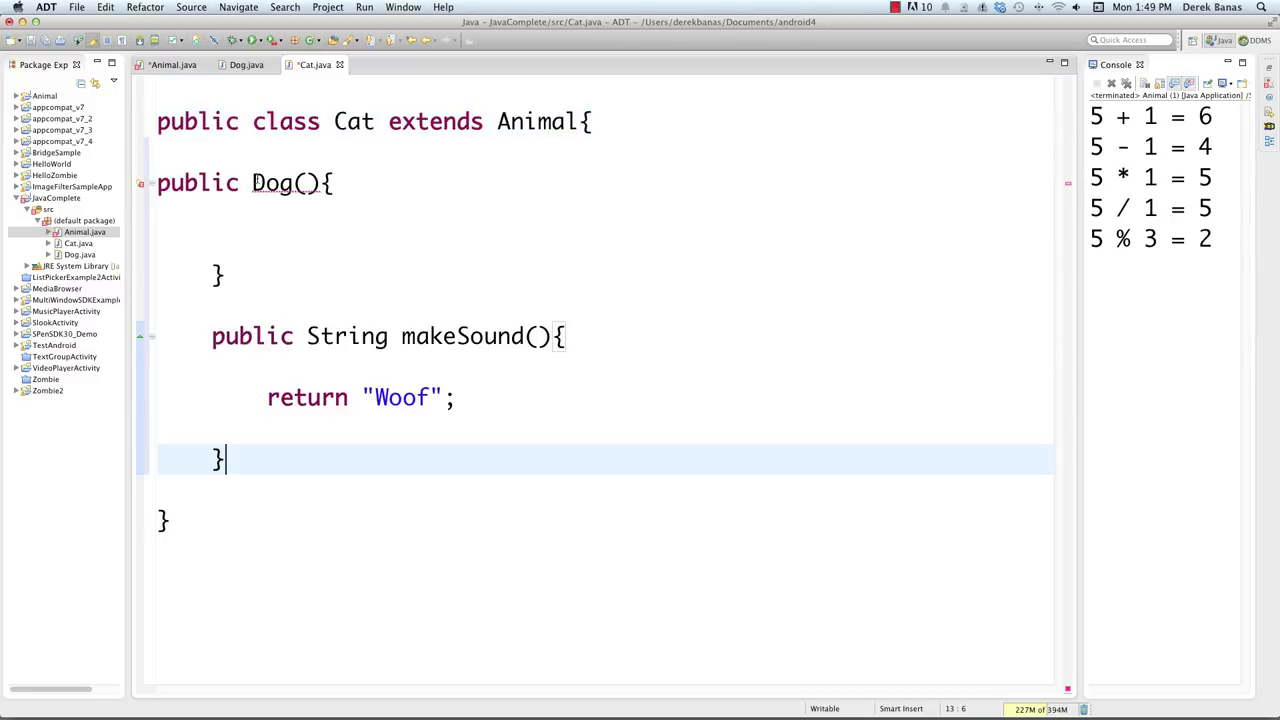 ADT File Edit Refactor Source Navigate Search Project Run Window Help 10 Mon 1:49 PM Derek Banas
Java - JavaComplete/src/Cat.java - ADT - /Users/derekbanas/Documents/android4
Quick Access Java DDMS
Package Exp
Animal
appcompat_v7
appcompat_v7_2
appcompat_v7_3
appcompat_v7_4
BridgeSample
HelloWorld
HelloZombie
ImageFilterSampleApp
JavaComplete
src
(default package)
Animal.java
Cat.java
Dog.java
JRE System Library [Ja
ListPickerExample2Activi
MediaBrowser
MultiWindowSDKExample
MusicPlayerActivity
SlookActivity
SPenSDK30_Demo
TestAndroid
TextGroupActivity
VideoPlayerActivity
Zombie
Zombie2
*Animal.java Dog.java *Cat.java
public class Cat extends Animal{
public Dog(){
}
public String makeSound(){
return "Woof";
}
}
Console
<terminated> Animal (1) [Java Application] /S
5 + 1 = 6
5 - 1 = 4
5 * 1 = 5
5 / 1 = 5
5 % 3 = 2
Writable Smart Insert 13 : 6 227M of 394M